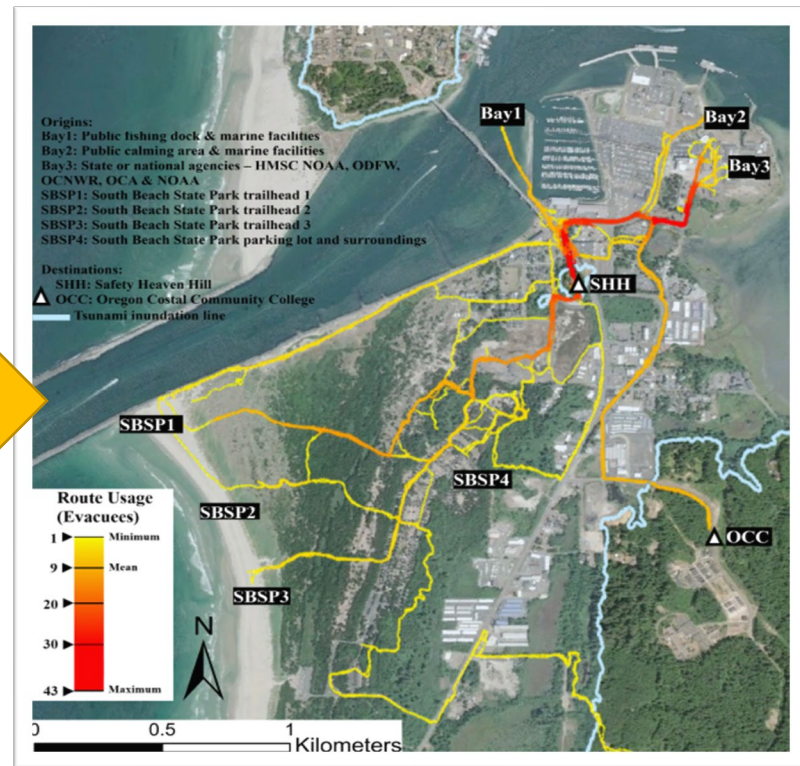 Origins:
Bay1: Public fishing dock & marine facilities
Bay2: Public calming area & marine facilities
Bay3: State or national agencies – HMSC NOAA, ODFW,
OCNWR, OCA & NOAA
SBSP1: South Beach State Park trailhead 1
SBSP2: South Beach State Park trailhead 2
SBSP3: South Beach State Park trailhead 3
SBSP4: South Beach State Park parking lot and surroundings
Destinations:
SHH: Safety Heaven Hill
OCC: Oregon Costal Community College
Tsunami inundation line
Bay1
Bay2
Bay3
SHH
SBSP1
SBSP4
SBSP2
OCC
SBSP3
Route Usage
(Evacuees)
1 Minimum
9 Mean
20
30
43 Maximum
N
0 0.5 1
Kilometers